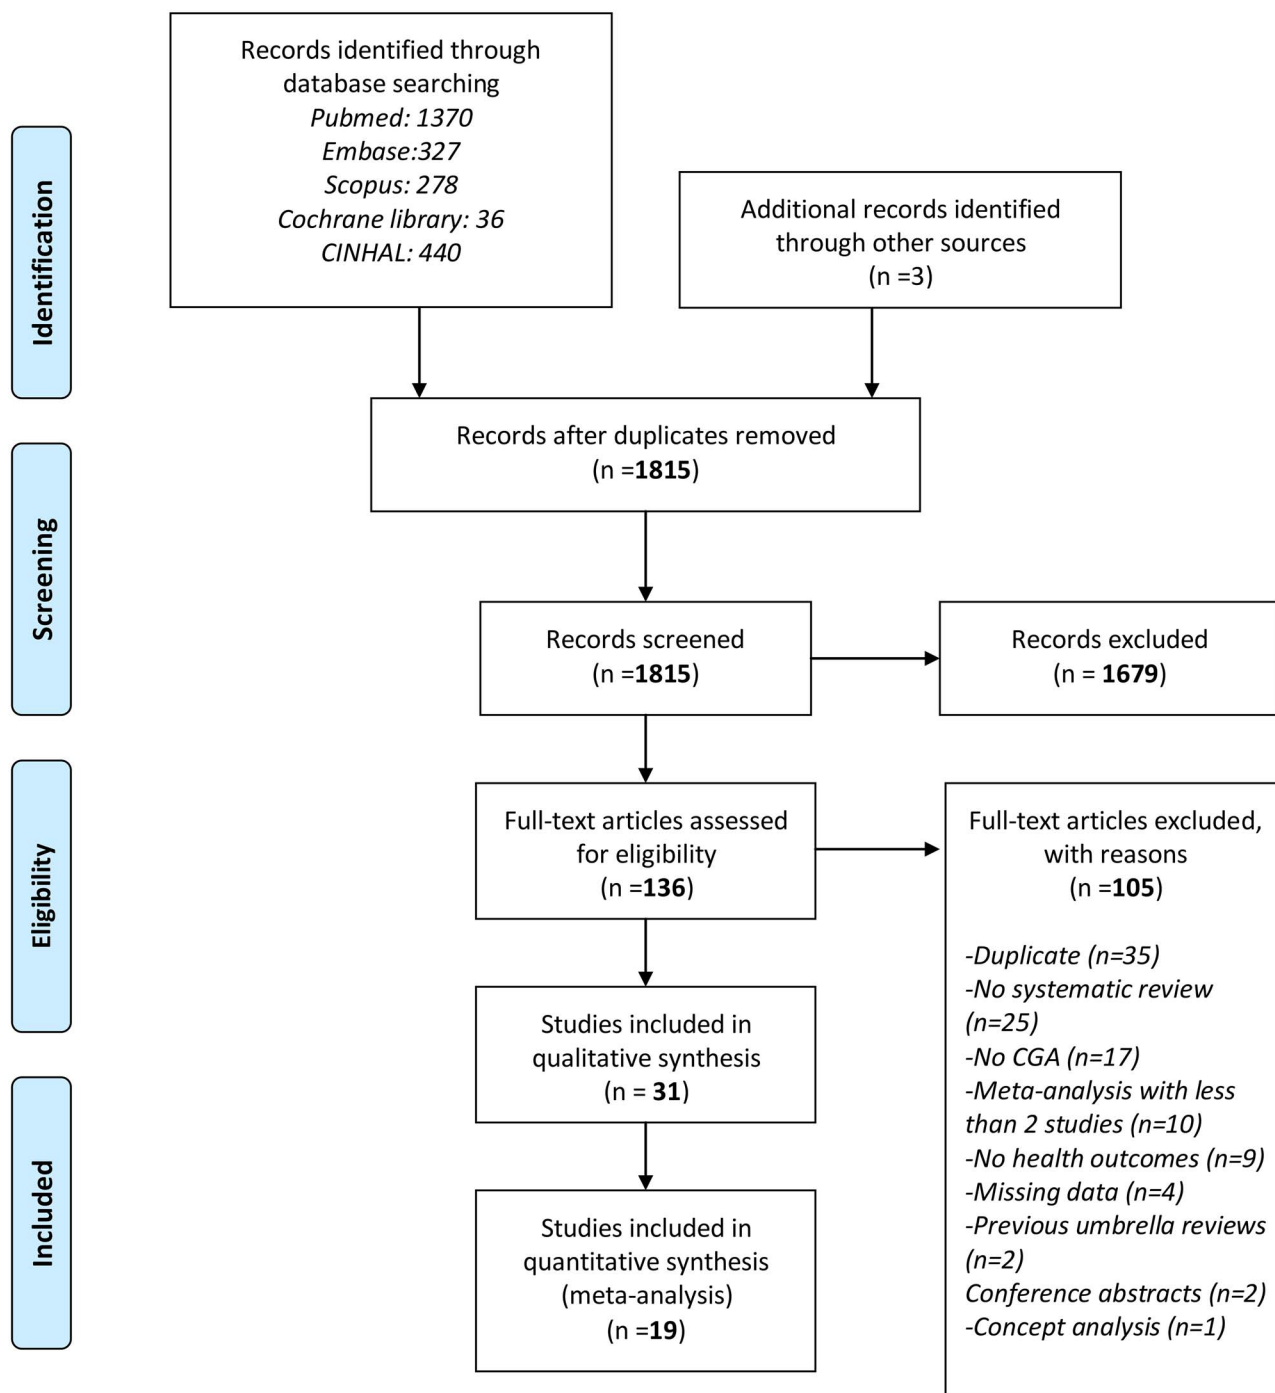 Identification
Records identified through
database searching
Pubmed: 1370
Embase:327
Scopus: 278
Cochrane library: 36
CINHAL: 440
Additional records identified
through other sources
(n =3)
Records after duplicates removed
(n =1815)
Screening
Records screened
(n =1815)
Records excluded
(n = 1679)
Eligibility
Full-text articles assessed
for eligibility
(n =136)
Full-text articles excluded,
with reasons
(n =105)
-Duplicate (n=35)
-No systematic review
(n=25)
-No CGA (n=17)
-Meta-analysis with less
than 2 studies (n=10)
-No health outcomes (n=9)
-Missing data (n=4)
-Previous umbrella reviews
(n=2)
Conference abstracts (n=2)
-Concept analysis (n=1)
Studies included in
qualitative synthesis
(n = 31)
Included
Studies included in
quantitative synthesis
(meta-analysis)
(n =19)